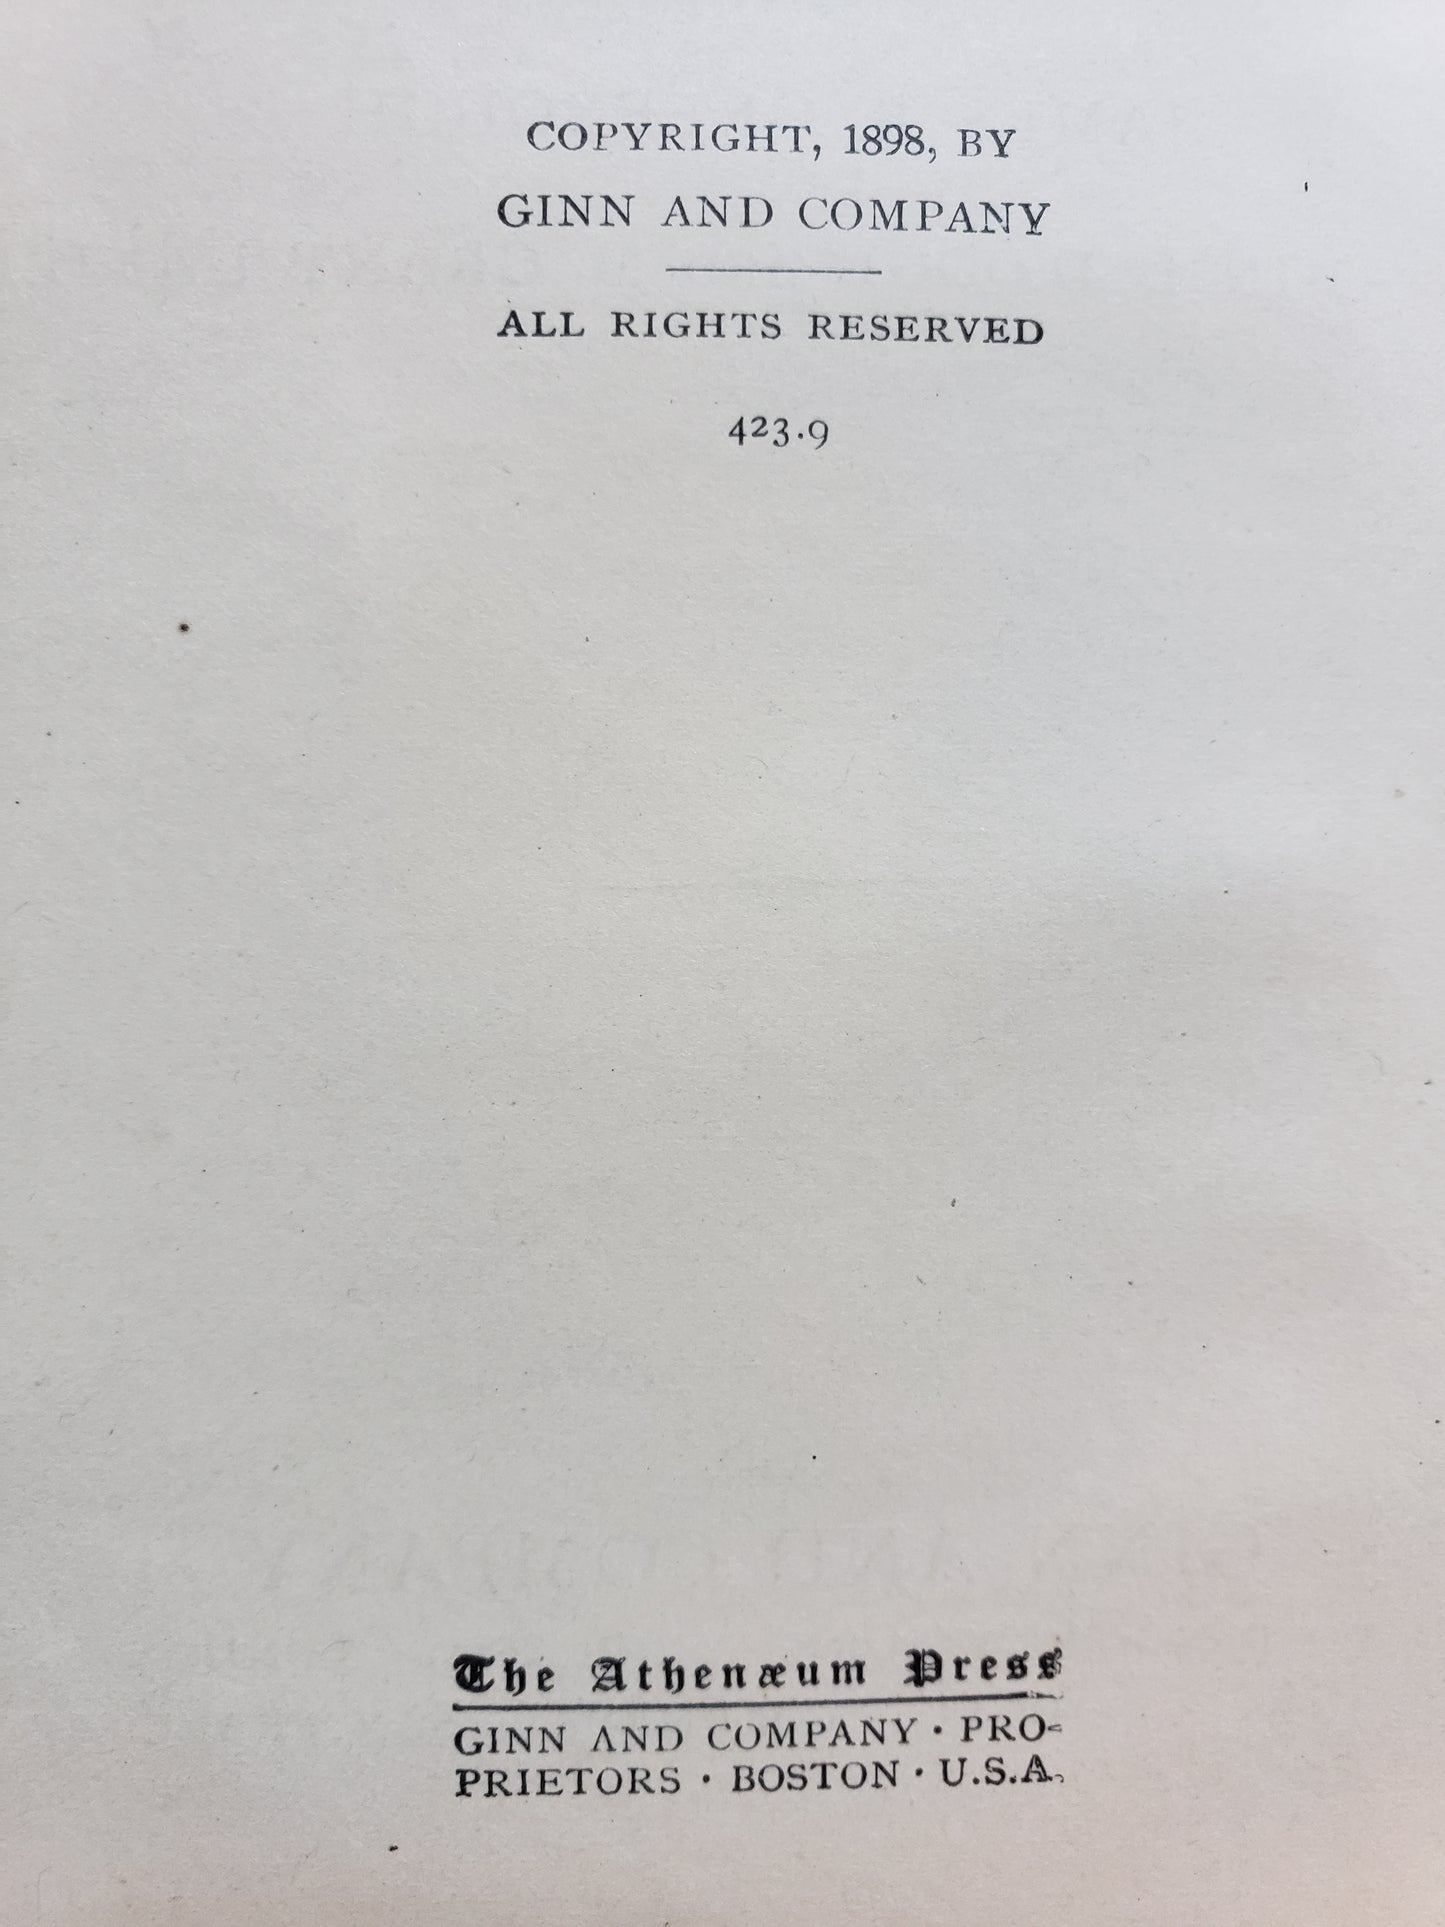 COPYRIGHT, 1898, BY
GINN AND COMPANY
ALL RIGHTS RESERVED
423.9
The Athenæum Press
GINN AND COMPANY · PRO-
PRIETORS · BOSTON · U.S.A.